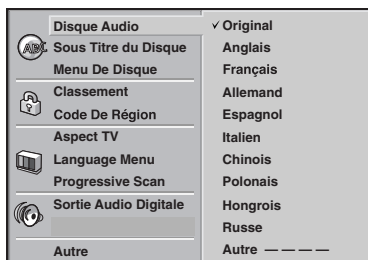 Disque Audio
Sous Titre du Disque
Menu De Disque
Classement
Code De Région
Aspect TV
Language Menu
Progressive Scan
Sortie Audio Digitale
Autre
✓ Original
Anglais
Français
Allemand
Espagnol
Italien
Chinois
Polonais
Hongrois
Russe
Autre — — — —
ABC